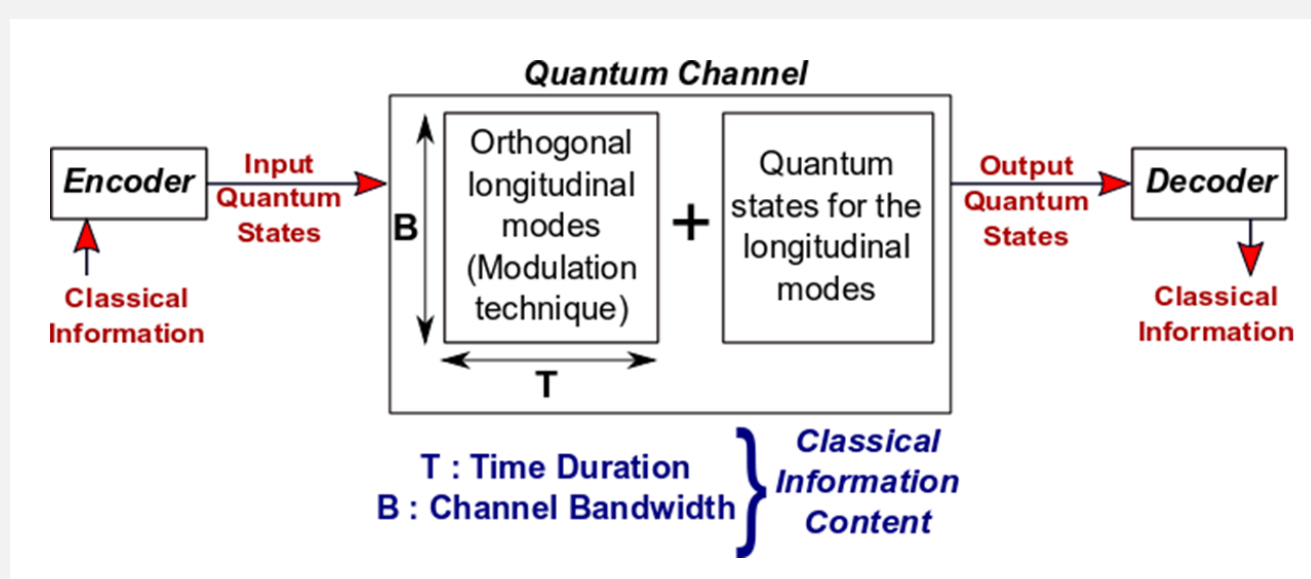 Quantum Channel
Encoder
Classical
Information
Input
Quantum
States
B
Orthogonal
longitudinal
modes
(Modulation
technique)
T
+
Quantum
states for the
longitudinal
modes
Output
Quantum
States
Decoder
Classical
Information
T : Time Duration
B : Channel Bandwidth
}
Classical
Information
Content